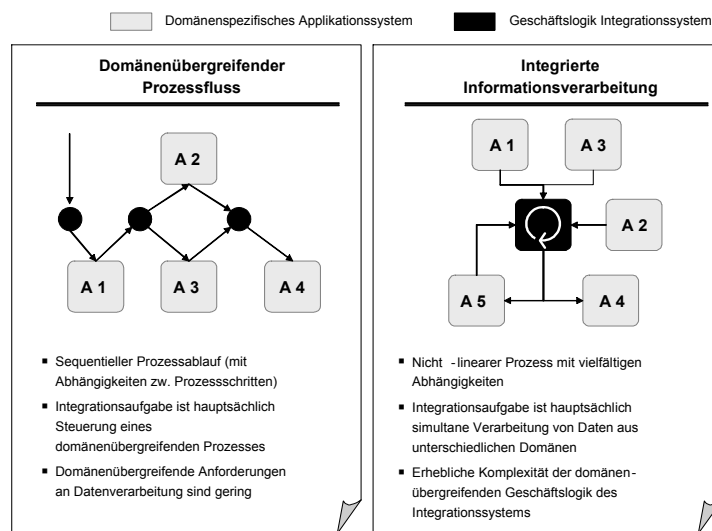 Domänenspezifisches Applikationssystem
Geschäftslogik Integrationssystem
Domänenübergreifender
Prozessfluss
A 2
A 1
A 3
A 4
▪ Sequentieller Prozessablauf (mit
Abhängigkeiten zw. Prozessschritten)
▪ Integrationsaufgabe ist hauptsächlich
Steuerung eines
domänenübergreifenden Prozesses
▪ Domänenübergreifende Anforderungen
an Datenverarbeitung sind gering
Integrierte
Informationsverarbeitung
A 1
A 3
A 2
A 5
A 4
▪ Nicht -linearer Prozess mit vielfältigen
Abhängigkeiten
▪ Integrationsaufgabe ist hauptsächlich
simultane Verarbeitung von Daten aus
unterschiedlichen Domänen
▪ Erhebliche Komplexität der domänen-
übergreifenden Geschäftslogik des
Integrationssystems